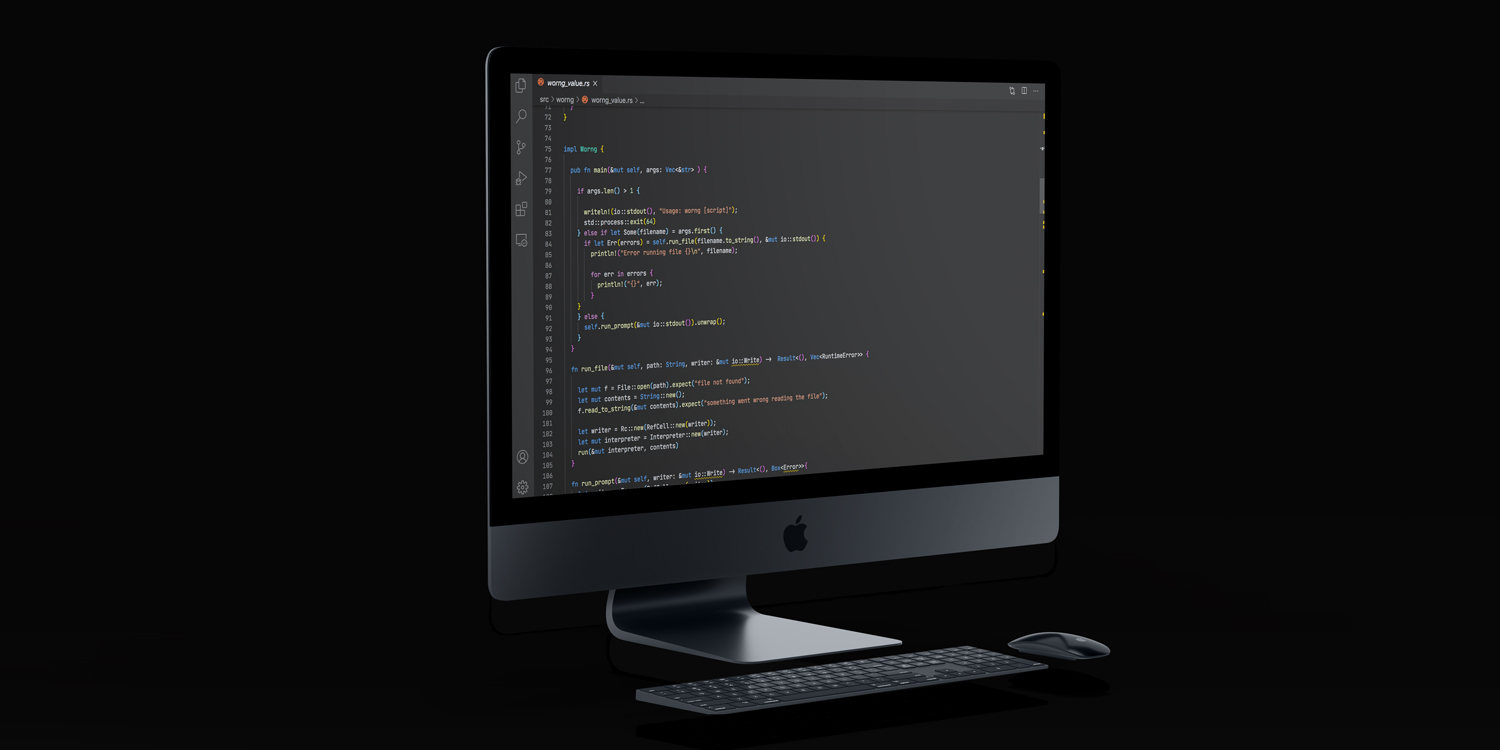 worng_value.rs ×
src > worng > worng_value.rs > ...
71 }
72 }
73
74
75 impl Worng {
76
77 pub fn main(&mut self, args: Vec<&str> ) {
78
79 if args.len() > 1 {
80
81 writeln!(io::stdout(), "Usage: worng [script]");
82 std::process::exit(64)
83 } else if let Some(filename) = args.first() {
84 if let Err(errors) = self.run_file(filename.to_string(), &mut io::stdout()) {
85 println!("Error running file {}\n", filename);
86
87 for err in errors {
88 println!("{}", err);
89 }
90 }
91 } else {
92 self.run_prompt(&mut io::stdout()).unwrap();
93 }
94 }
95
96 fn run_file(&mut self, path: String, writer: &mut io::Write) → Result<(), Vec<RuntimeError>> {
97
98 let mut f = File::open(path).expect("file not found");
99 let mut contents = String::new();
100 f.read_to_string(&mut contents).expect("something went wrong reading the file");
101
102 let writer = Rc::new(RefCell::new(writer));
103 let mut interpreter = Interpreter::new(writer);
104 run(&mut interpreter, contents)
105 }
106
107 fn run_prompt(&mut self, writer: &mut io::Write) → Result<(), Box<Error>>{